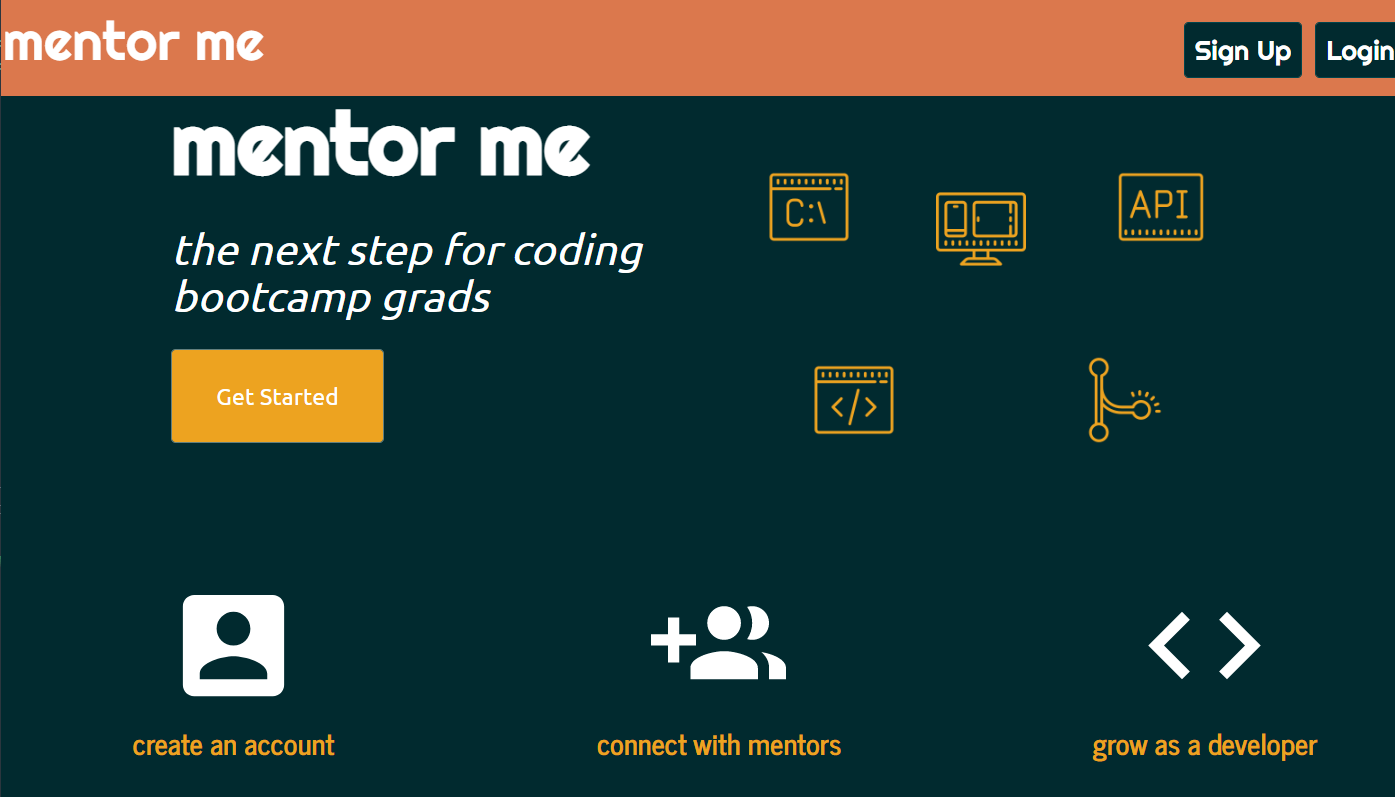 mentor me
Sign Up
Login
mentor me
the next step for coding
bootcamp grads
Get Started
C:\
API
</>
create an account
connect with mentors
grow as a developer